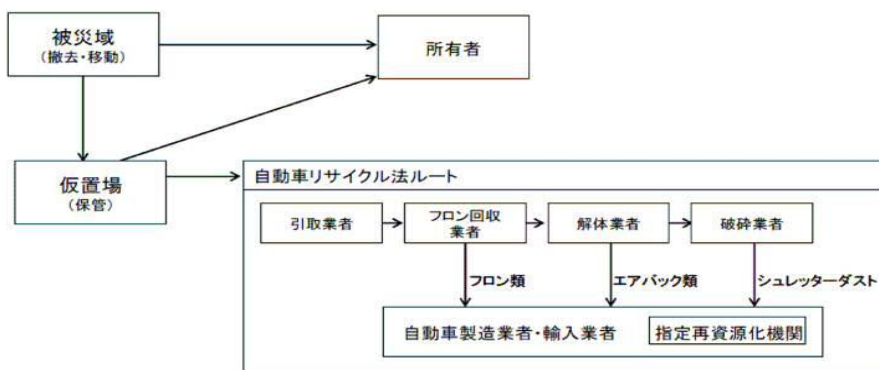 被災域
(撤去・移動)
所有者
仮置場
(保管)
自動車リサイクル法ルート
引取業者
フロン回収
業者
解体業者
破砕業者
フロン類
エアバック類
シュレッターダスト
自動車製造業者・輸入業者
指定再資源化機関